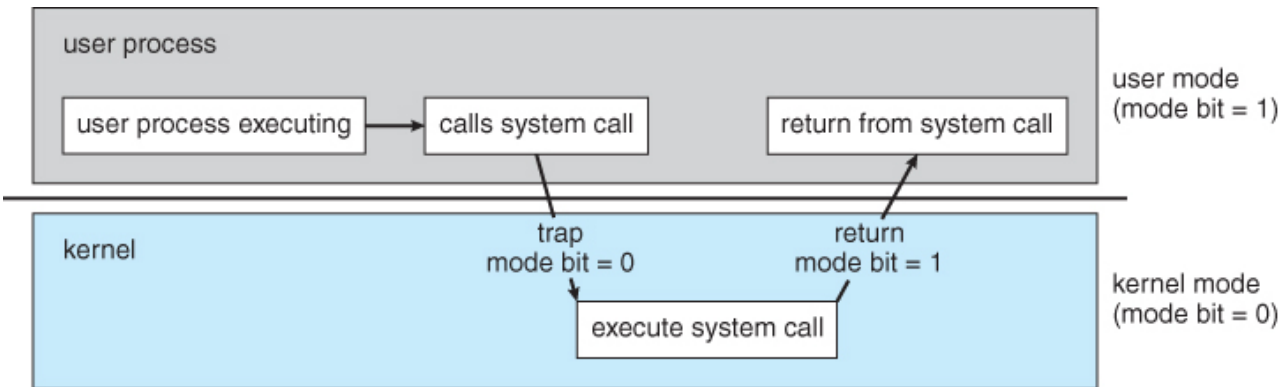 user process
user process executing
calls system call
return from system call
user mode
(mode bit = 1)
kernel
trap
mode bit = 0
return
mode bit = 1
execute system call
kernel mode
(mode bit = 0)